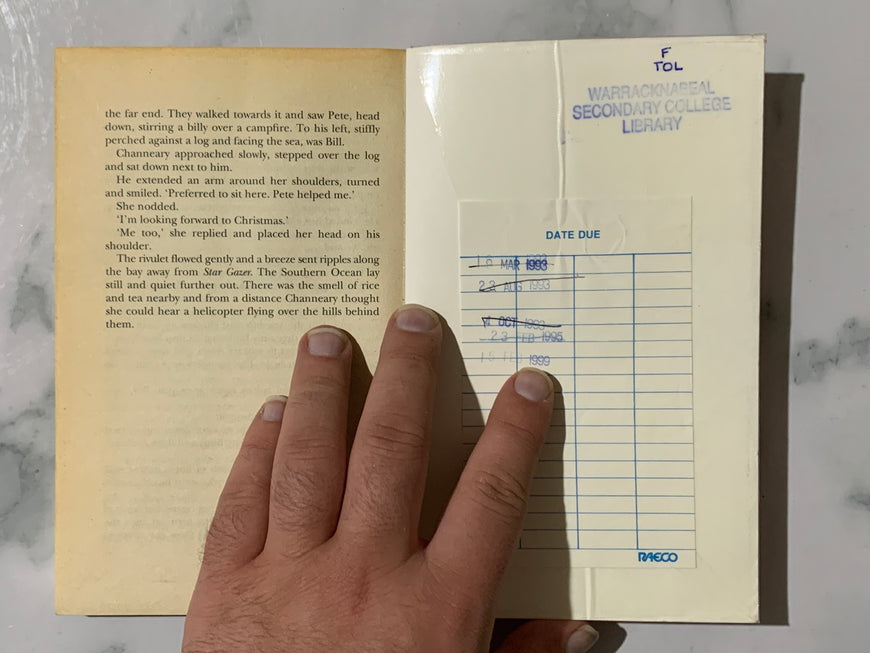 the far end. They walked towards it and saw Pete, head
down, stirring a billy over a campfire. To his left, stiffly
perched against a log and facing the sea, was Bill.
Channeary approached slowly, stepped over the log
and sat down next to him.
He extended an arm around her shoulders, turned
and smiled. ‘Preferred to sit here. Pete helped me.’
She nodded.
‘I’m looking forward to Christmas.’
‘Me too,’ she replied and placed her head on his
shoulder.
The rivulet flowed gently and a breeze sent ripples along
the bay away from Star Gazer. The Southern Ocean lay
still and quiet further out. There was the smell of rice
and tea nearby and from a distance Channeary thought
she could hear a helicopter flying over the hills behind
them.
F
TOL
WARRACKNABEAL
SECONDARY COLLEGE
LIBRARY
DATE DUE
MAR 1993
AUG 1993
OCT 1993
23 FEB 1995
15 FEB 1999
RAECO